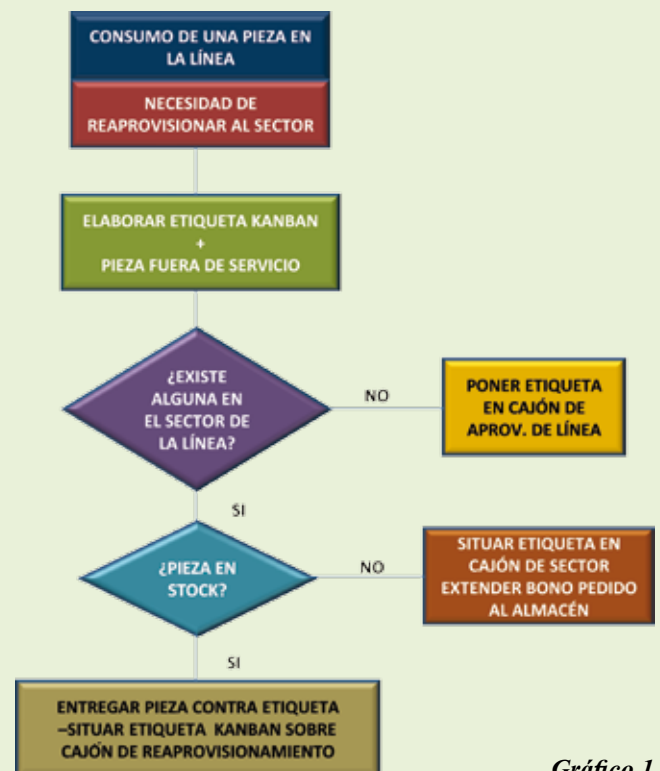 CONSUMO DE UNA PIEZA EN
LA LÍNEA
NECESIDAD DE
REAPROVISIONAR AL SECTOR
ELABORAR ETIQUETA KANBAN
+
PIEZA FUERA DE SERVICIO
¿EXISTE
ALGUNA EN
EL SECTOR DE
LA LÍNEA?
NO
PONER ETIQUETA
EN CAJÓN DE
APROV. DE LÍNEA
SI
¿PIEZA EN
STOCK?
NO
SITUAR ETIQUETA EN
CAJÓN DE SECTOR
EXTENDER BONO PEDIDO
AL ALMACÉN
SI
ENTREGAR PIEZA CONTRA ETIQUETA
–SITUAR ETIQUETA KANBAN SOBRE
CAJÓN DE REAPROVISIONAMIENTO
Gráfico 1